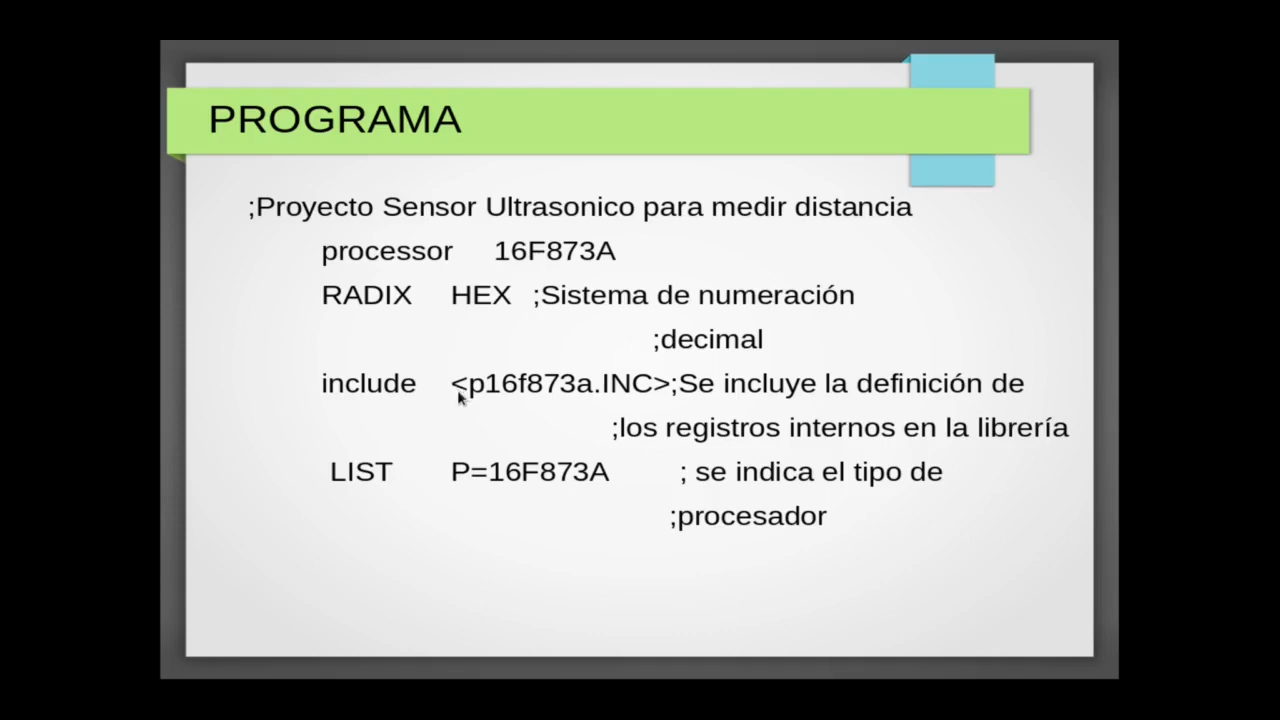 PROGRAMA
;Proyecto Sensor Ultrasonico para medir distancia
processor 16F873A
RADIX HEX ;Sistema de numeración
;decimal
include <p16f873a.INC>;Se incluye la definición de
;los registros internos en la librería
LIST P=16F873A ; se indica el tipo de
;procesador